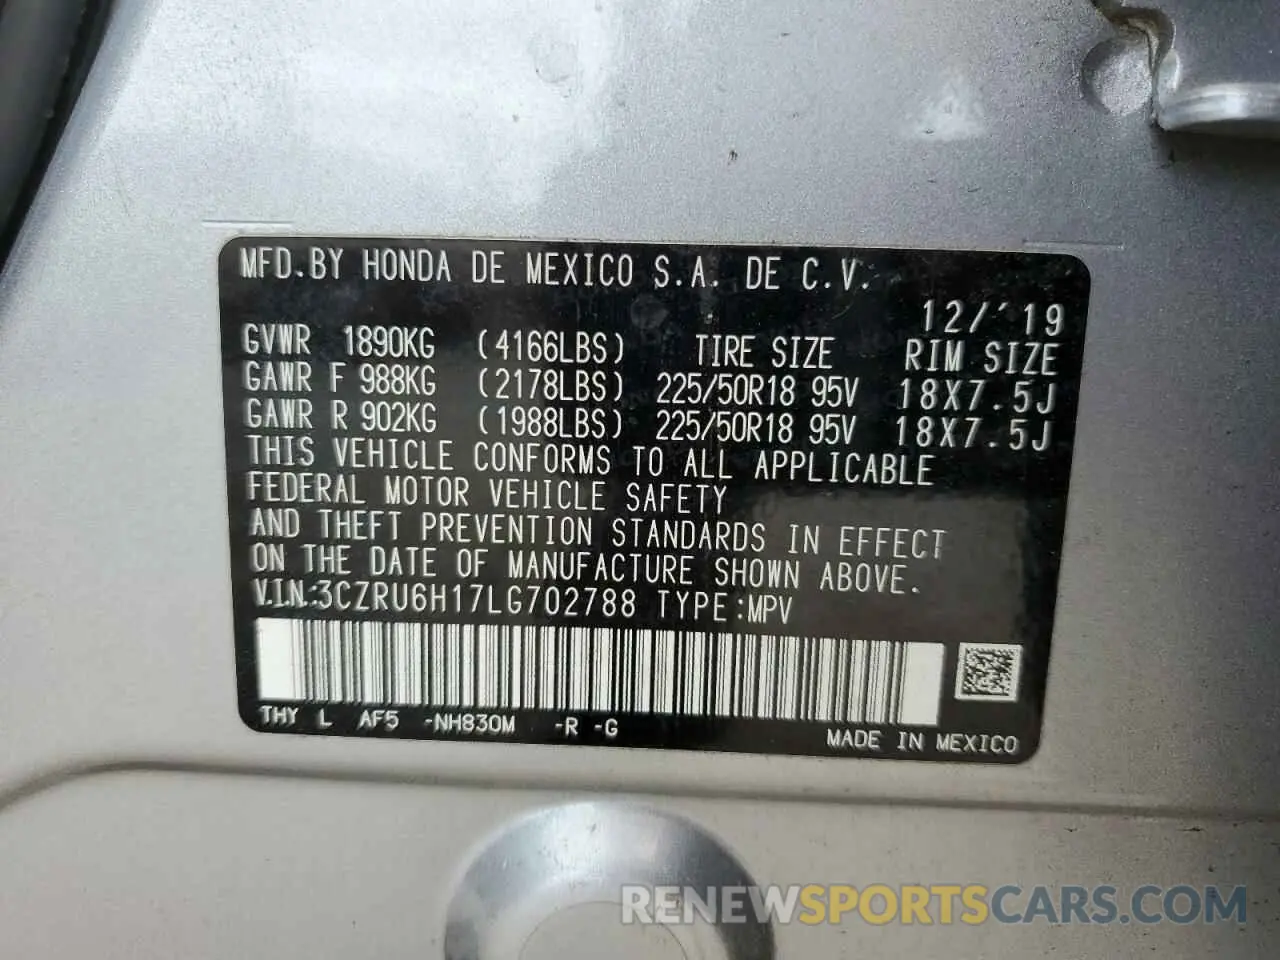 MFD.BY HONDA DE MEXICO S.A. DE C.V.
12/'19
GVWR 1890KG (4166LBS) TIRE SIZE RIM SIZE
GAWR F 988KG (2178LBS) 225/50R18 95V 18X7.5J
GAWR R 902KG (1988LBS) 225/50R18 95V 18X7.5J
THIS VEHICLE CONFORMS TO ALL APPLICABLE
FEDERAL MOTOR VEHICLE SAFETY
AND THEFT PREVENTION STANDARDS IN EFFECT
ON THE DATE OF MANUFACTURE SHOWN ABOVE.
V.I.N.:3CZRU6H17LG702788 TYPE:MPV
THY L AF5 -NH830M -R -G
MADE IN MEXICO
RENEWSPORTSCARS.COM